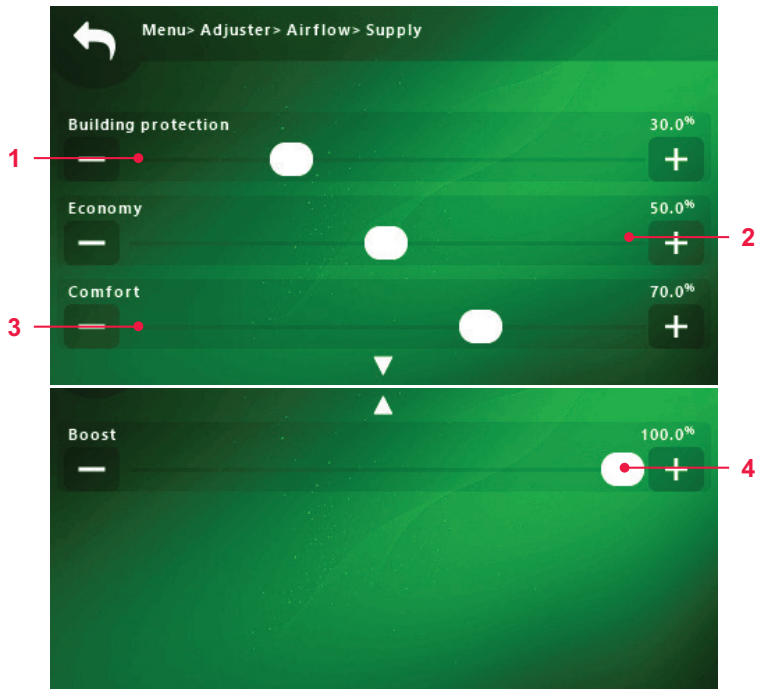 Menu> Adjuster> Airflow> Supply
Building protection 30.0%
1
Economy 50.0%
2
Comfort 70.0%
3
Boost 100.0%
4